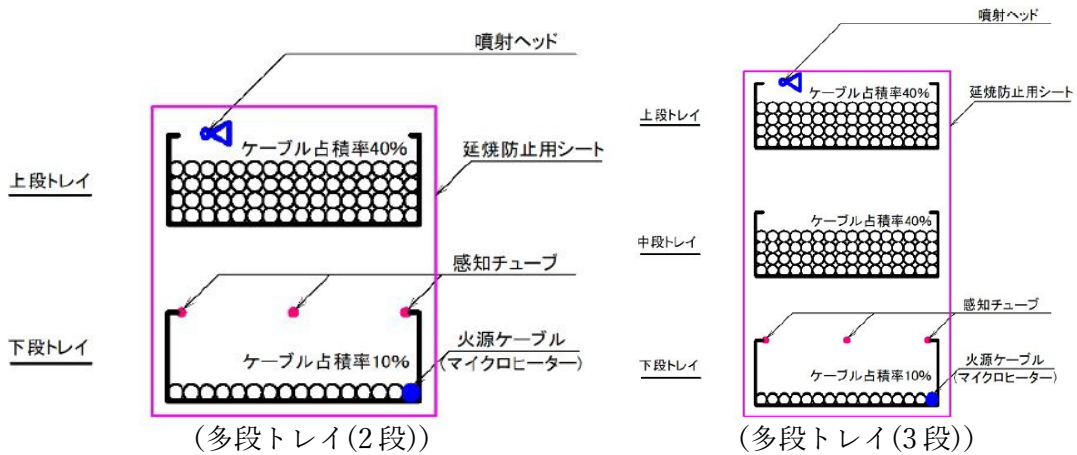 噴射ヘッド
ケーブル占積率40%
延焼防止用シート
上段トレイ
感知チューブ
下段トレイ
火源ケーブル
ケーブル占積率10%
(マイクロヒーター)
(多段トレイ(2段))
噴射ヘッド
ケーブル占積率40%
延焼防止用シート
上段トレイ
ケーブル占積率40%
中段トレイ
感知チューブ
火源ケーブル
下段トレイ
ケーブル占積率10%
(マイクロヒーター)
(多段トレイ(3段))